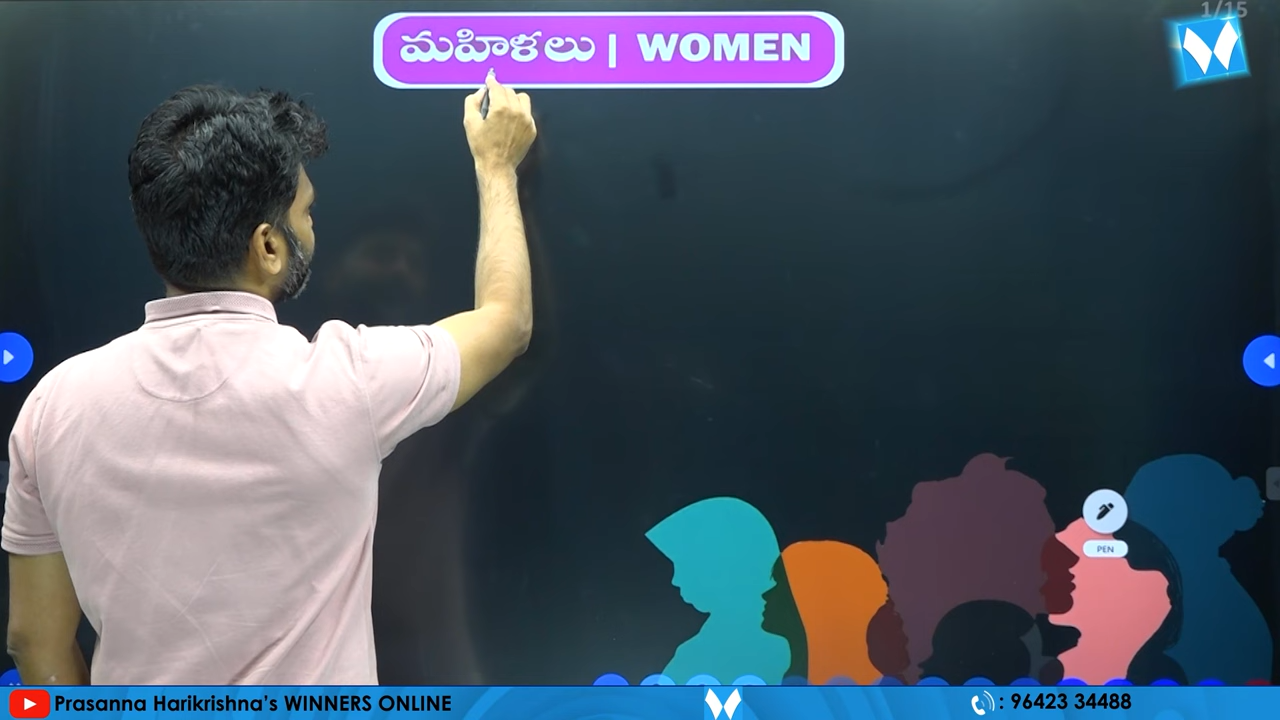 1/15
మహిళలు | WOMEN
PEN
Prasanna Harikrishna's WINNERS ONLINE
: 96423 34488